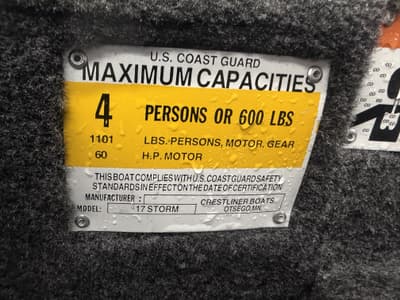 U.S. COAST GUARD
MAXIMUM CAPACITIES
4 PERSONS OR 600 LBS
1101 LBS. PERSONS, MOTOR, GEAR
60 H.P. MOTOR
THIS BOAT COMPLIES WITH U.S. COAST GUARD SAFETY
STANDARDS IN EFFECT ON THE DATE OF CERTIFICATION
MANUFACTURER: CRESTLINER BOATS
OTSEGO, MN
MODEL: 17 STORM